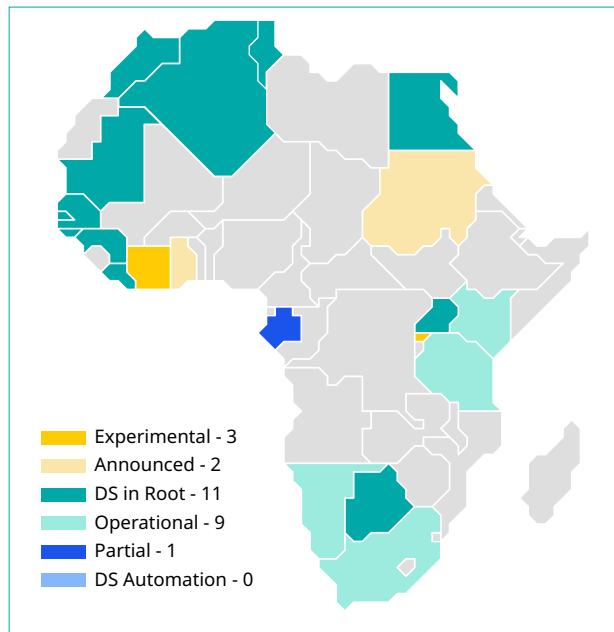 Experimental - 3
Announced - 2
DS in Root - 11
Operational - 9
Partial - 1
DS Automation - 0